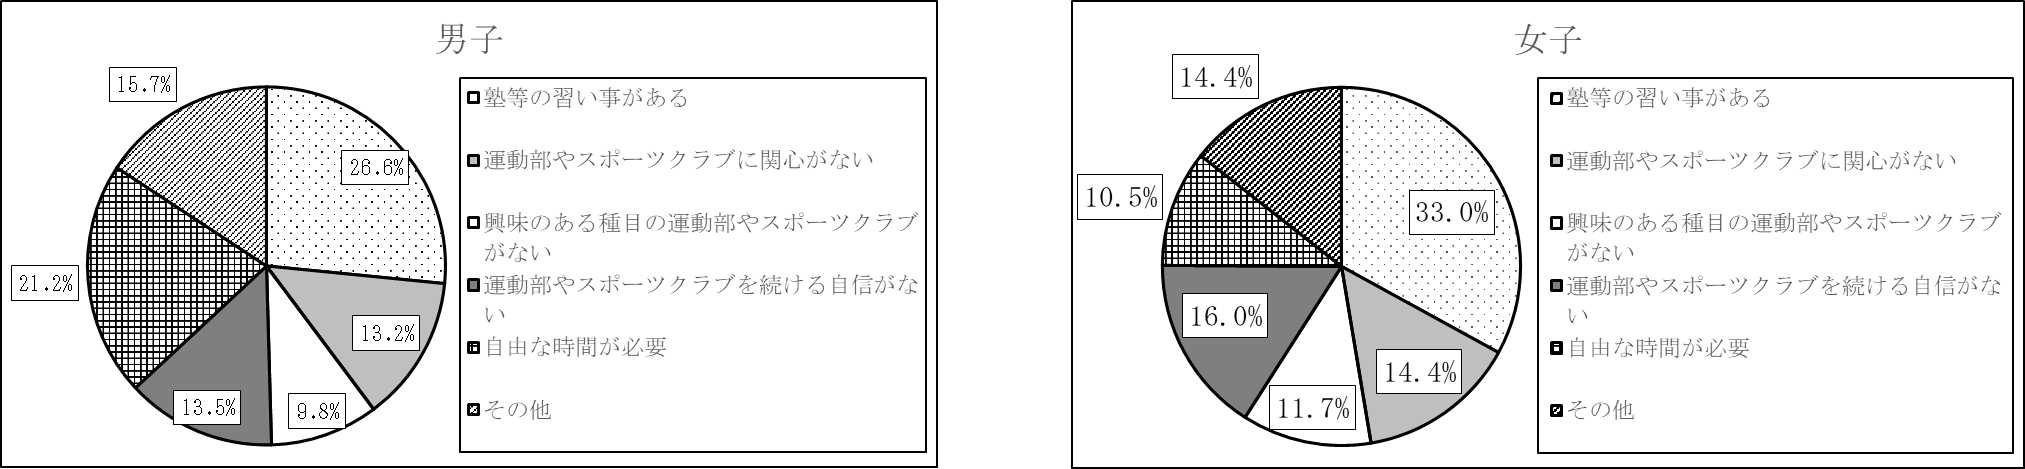 男子
15.7%
26.6%
21.2%
13.2%
13.5%
9.8%
塾等の習い事がある
運動部やスポーツクラブに関心がない
興味のある種目の運動部やスポーツクラブ
がない
運動部やスポーツクラブを続ける自信がな
い
自由な時間が必要
その他
女子
14.4%
10.5%
33.0%
16.0%
14.4%
11.7%
塾等の習い事がある
運動部やスポーツクラブに関心がない
興味のある種目の運動部やスポーツクラブ
がない
運動部やスポーツクラブを続ける自信がな
い
自由な時間が必要
その他